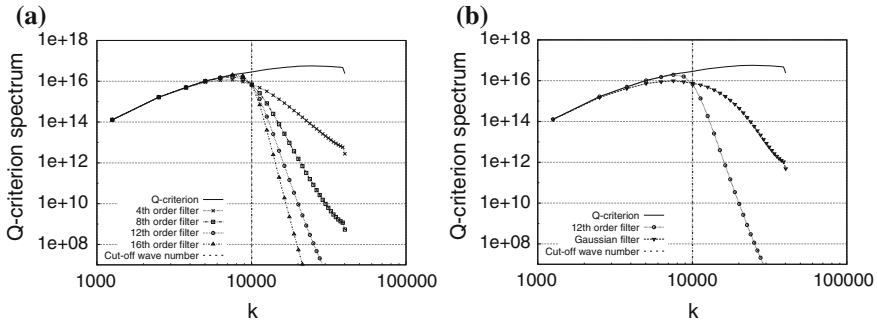 (a)
Q-criterion spectrum
1e+18
1e+16
1e+14
1e+12
1e+10
1e+08
Q-criterion
4th order filter
8th order filter
12th order filter
16th order filter
Cut-off wave number
1000
10000
100000
k
(b)
Q-criterion spectrum
1e+18
1e+16
1e+14
1e+12
1e+10
1e+08
Q-criterion
12th order filter
Gaussian filter
Cut-off wave number
1000
10000
100000
k